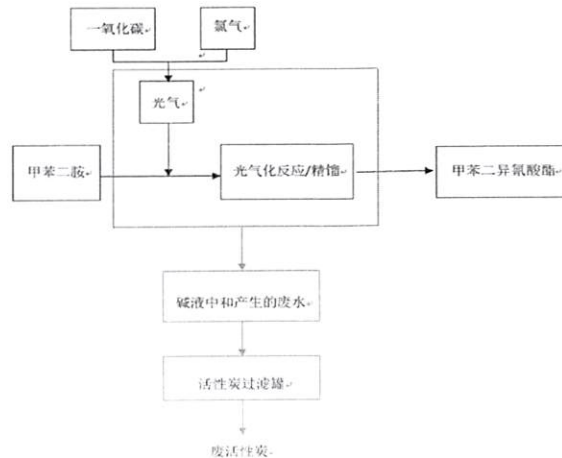 一氧化碳
氯气
光气
甲苯二胺
光气化反应/精馏
甲苯二异氰酸酯
碱液中和产生的废水
活性炭过滤罐
废活性炭